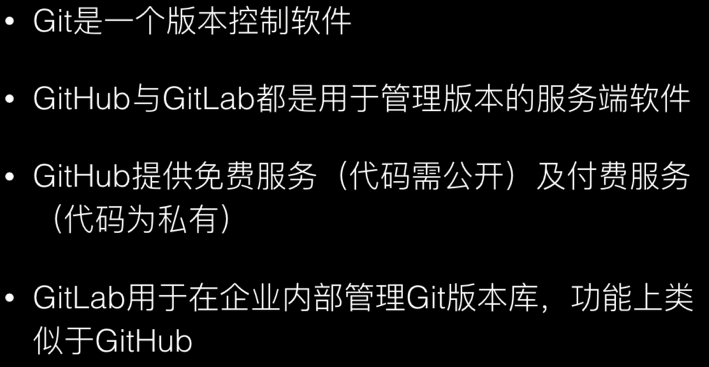 • Git是一个版本控制软件
• GitHub与GitLab都是用于管理版本的服务端软件
• GitHub提供免费服务（代码需公开）及付费服务
（代码为私有）
• GitLab用于在企业内部管理Git版本库，功能上类
似于GitHub